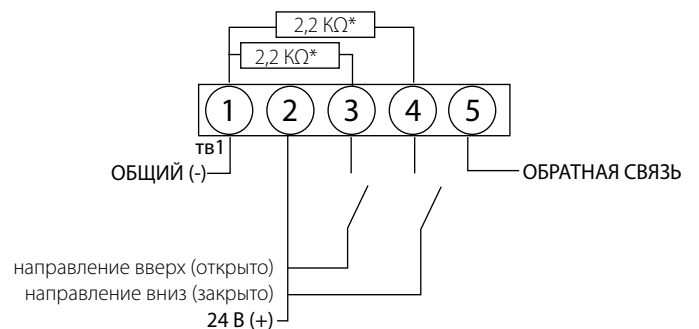 2,2 KΩ*
2,2 KΩ*
1 2 3 4 5
тв1
ОБЩИЙ (-)
ОБРАТНАЯ СВЯЗЬ
направление вверх (открыто)
направление вниз (закрыто)
24 В (+)